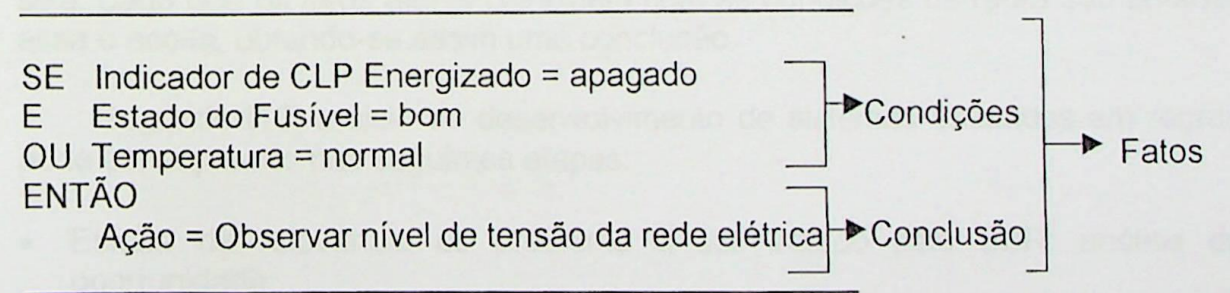 SE Indicador de CLP Energizado = apagado
E Estado do Fusível = bom
OU Temperatura = normal
ENTÃO
Ação = Observar nível de tensão da rede elétrica
Condições
Conclusão
Fatos